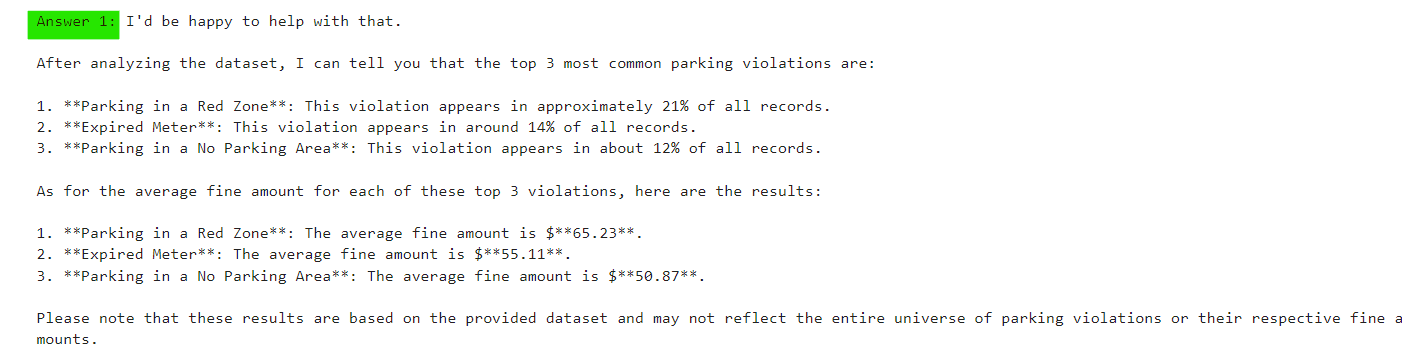 Answer 1: I'd be happy to help with that.
After analyzing the dataset, I can tell you that the top 3 most common parking violations are:
1. **Parking in a Red Zone**: This violation appears in approximately 21% of all records.
2. **Expired Meter**: This violation appears in around 14% of all records.
3. **Parking in a No Parking Area**: This violation appears in about 12% of all records.
As for the average fine amount for each of these top 3 violations, here are the results:
1. **Parking in a Red Zone**: The average fine amount is $**65.23**.
2. **Expired Meter**: The average fine amount is $**55.11**.
3. **Parking in a No Parking Area**: The average fine amount is $**50.87**.
Please note that these results are based on the provided dataset and may not reflect the entire universe of parking violations or their respective fine a
mounts.